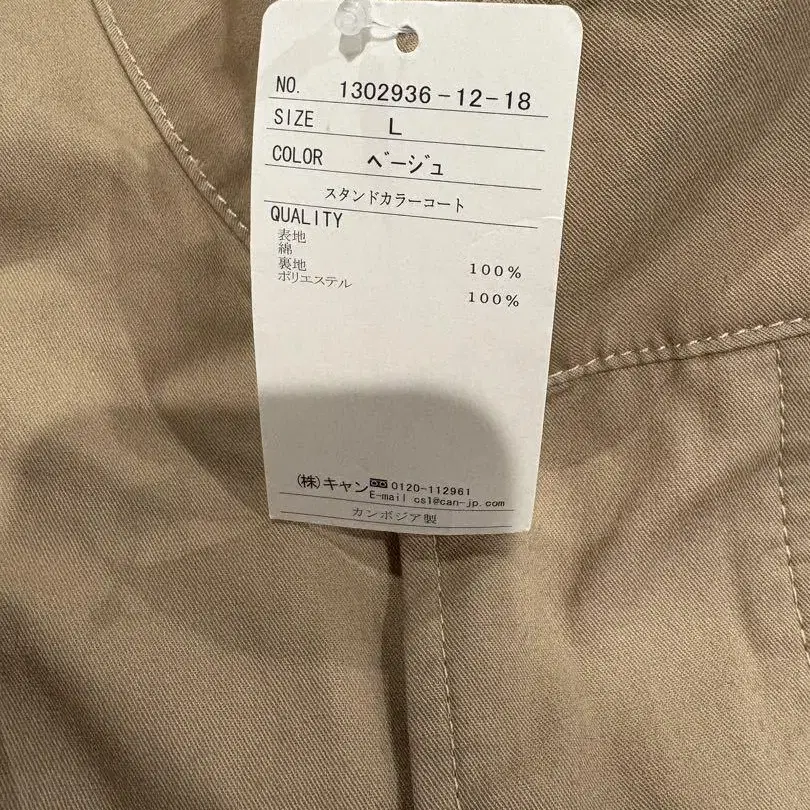 NO. 1302936-12-18
SIZE L
COLOR ベージュ
スタンドカラーコート
QUALITY
表地
綿 100%
裏地
ポリエステル 100%
(株)キャン 0120-112961
E-mail cs1@can-jp.com
カンボジア製